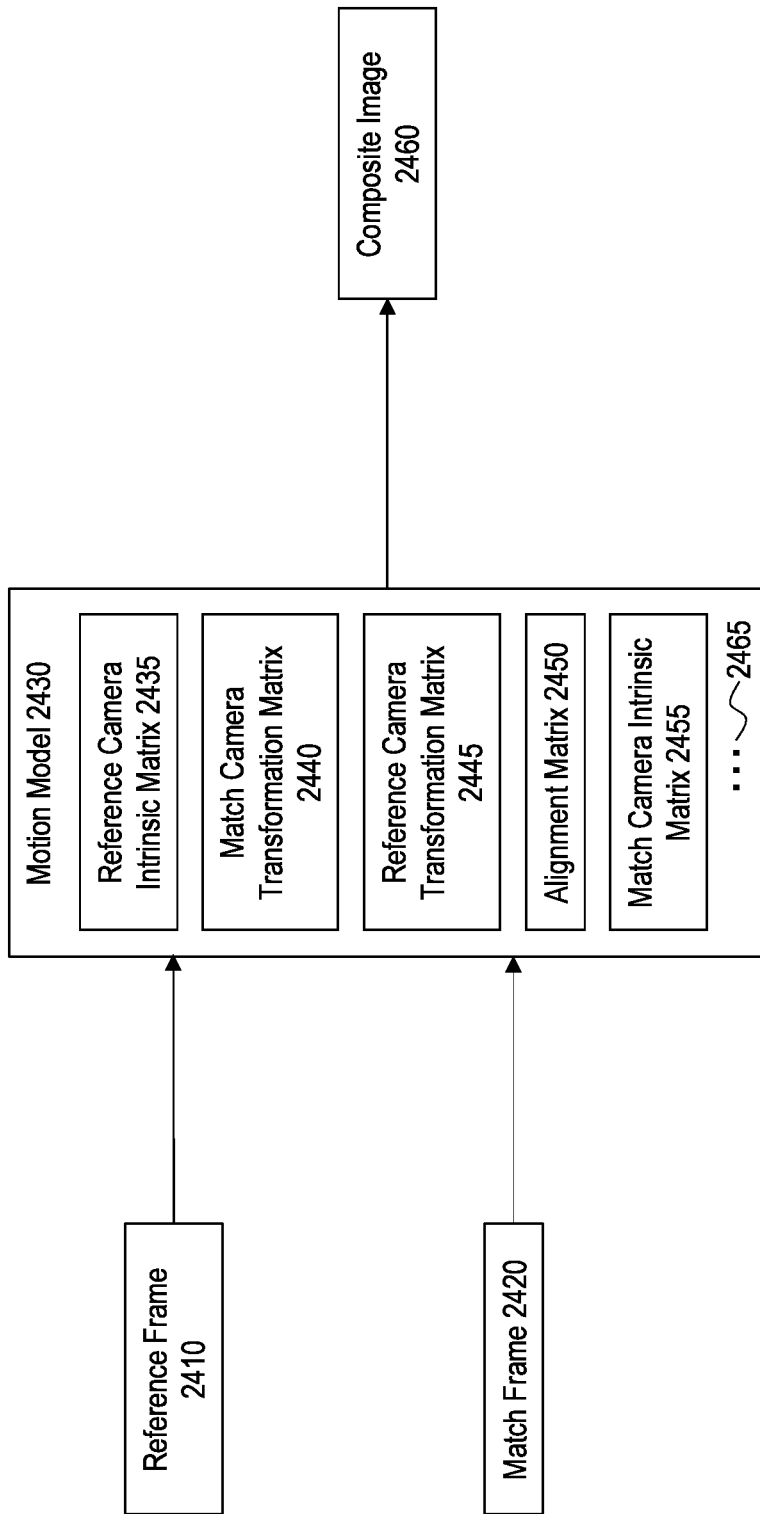 Reference Frame
2410
Match Frame 2420
Motion Model 2430
Reference Camera
Intrinsic Matrix 2435
Match Camera
Transformation Matrix
2440
Reference Camera
Transformation Matrix
2445
Alignment Matrix 2450
Match Camera Intrinsic
Matrix 2455
... 2465
Composite Image
2460